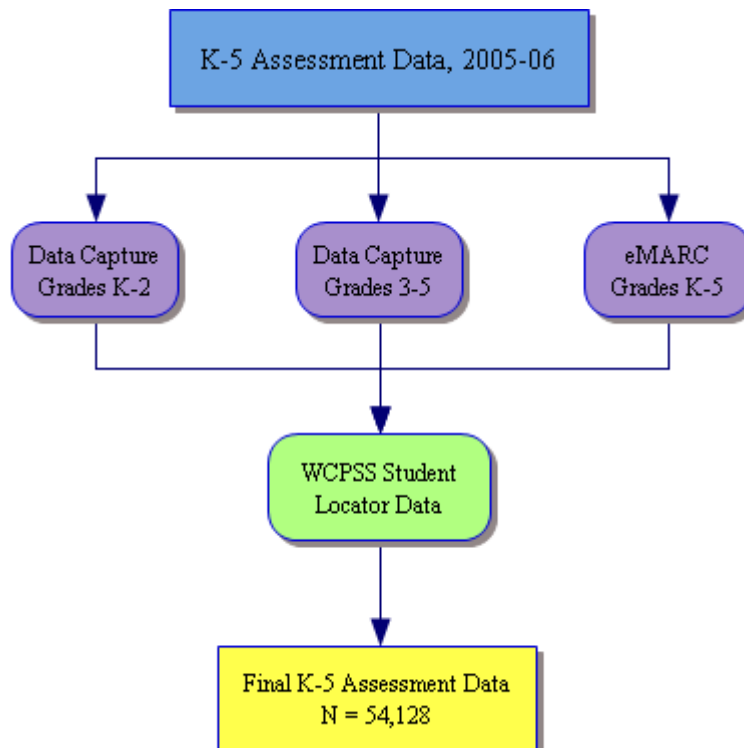 K-5 Assessment Data, 2005-06
Data Capture
Grades K-2
Data Capture
Grades 3-5
eMARC
Grades K-5
WCPSS Student
Locator Data
Final K-5 Assessment Data
N = 54,128